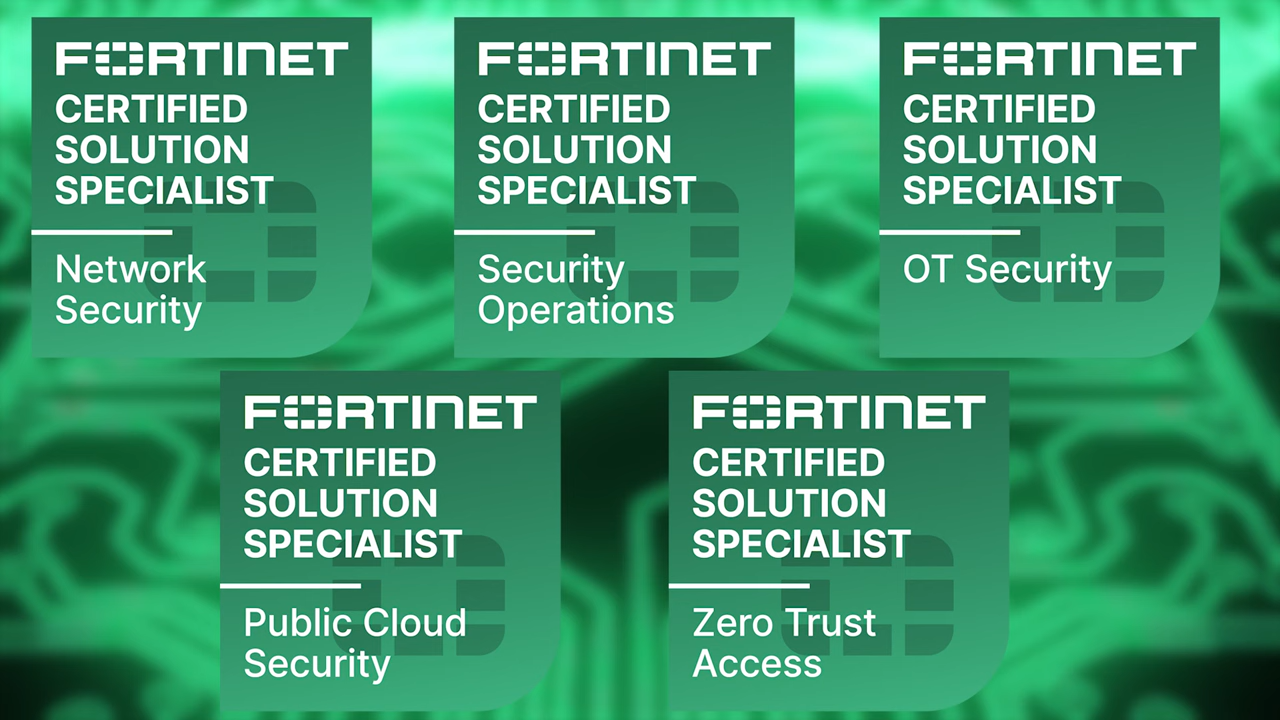 FORTINET
CERTIFIED
SOLUTION
SPECIALIST
Network
Security
FORTINET
CERTIFIED
SOLUTION
SPECIALIST
Security
Operations
FORTINET
CERTIFIED
SOLUTION
SPECIALIST
OT Security
FORTINET
CERTIFIED
SOLUTION
SPECIALIST
Public Cloud
Security
FORTINET
CERTIFIED
SOLUTION
SPECIALIST
Zero Trust
Access